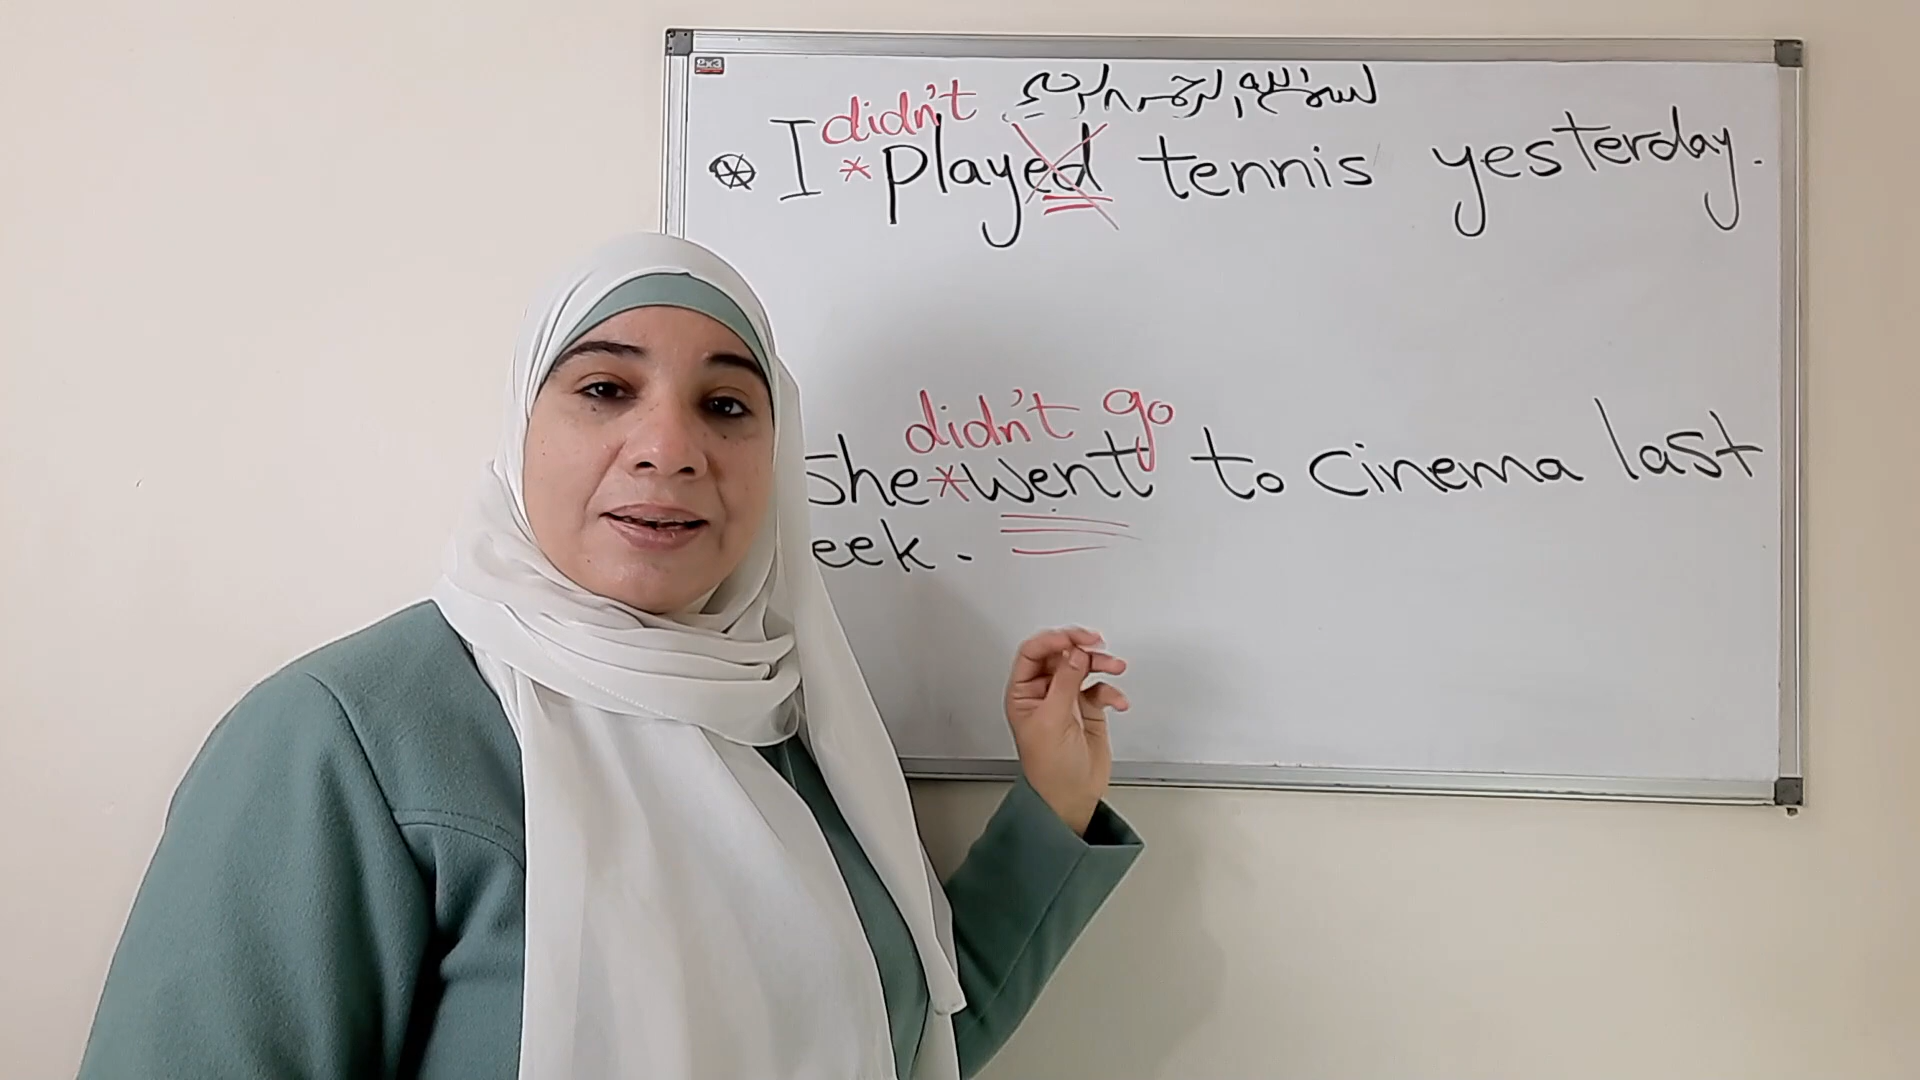 بسم الله الرحمن الرحيم
didn't
I * played tennis yesterday.
didn't go
She * went to cinema last
eek.